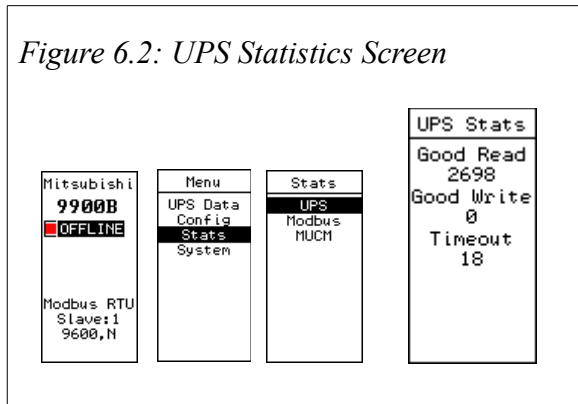 Figure 6.2: UPS Statistics Screen
Mitsubishi
9900B
OFFLINE
Modbus RTU
Slave:1
9600,N
Menu
UPS Data
Config
Stats
System
Stats
UPS
Modbus
MUCM
UPS Stats
Good Read
2698
Good Write
0
Timeout
18